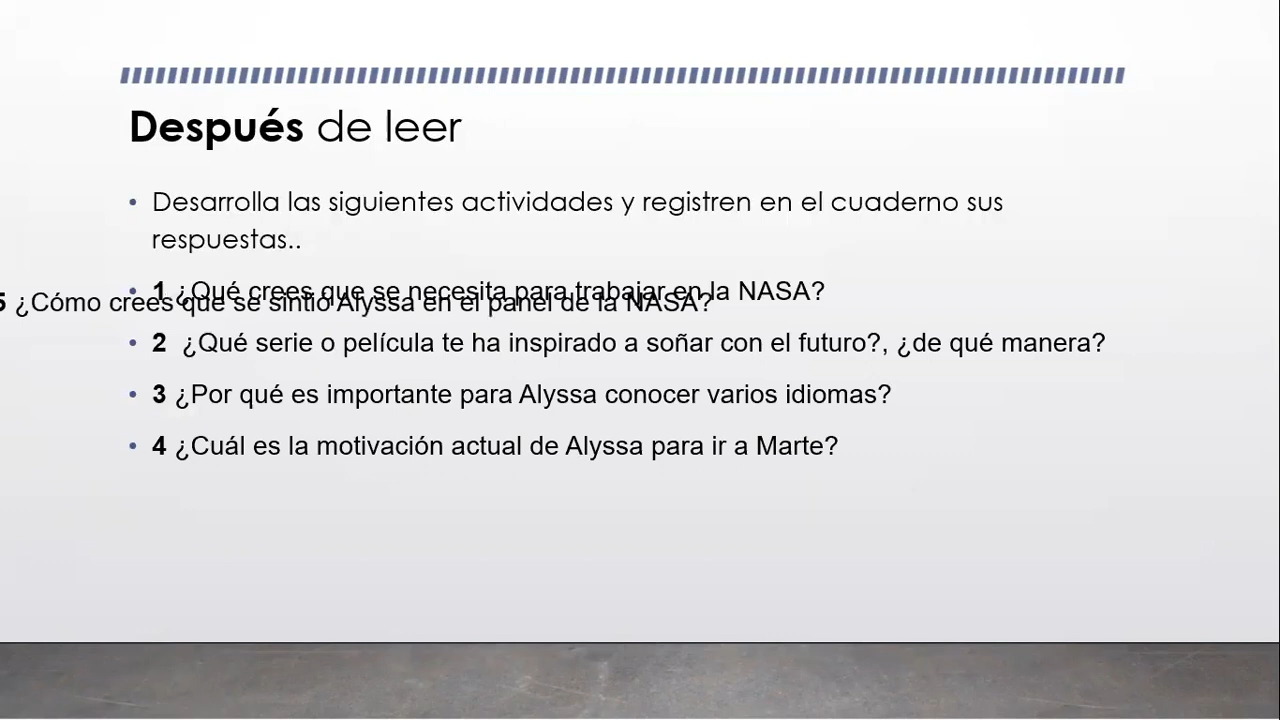 Después de leer
Desarrolla las siguientes actividades y registren en el cuaderno sus
respuestas..
1 ¿Qué crees que se necesita para trabajar en la NASA?
5 ¿Cómo crees que se sintió Alyssa en el panel de la NASA?
2 ¿Qué serie o película te ha inspirado a soñar con el futuro?, ¿de qué manera?
3 ¿Por qué es importante para Alyssa conocer varios idiomas?
4 ¿Cuál es la motivación actual de Alyssa para ir a Marte?